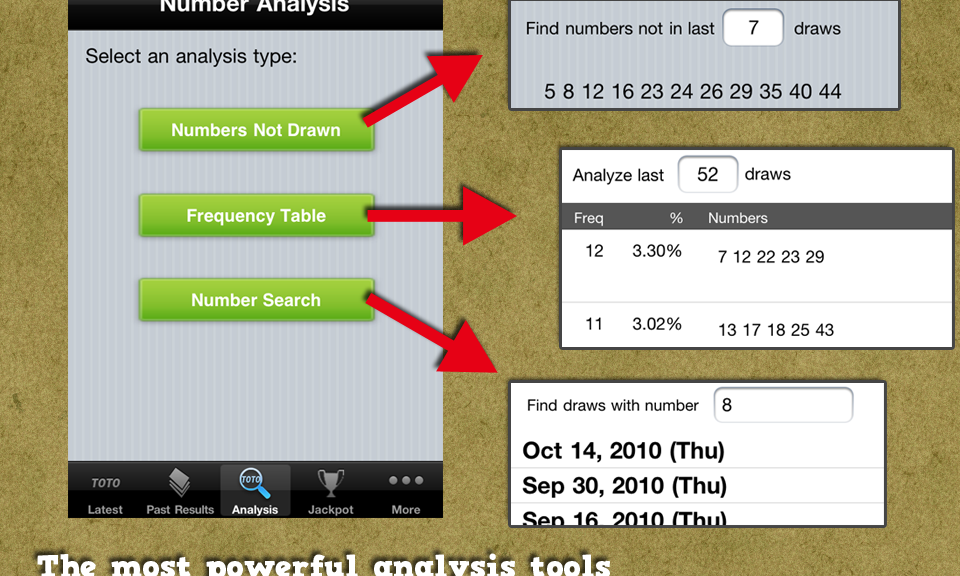 Number Analysis
Select an analysis type:
Numbers Not Drawn
Frequency Table
Number Search
TOTO
TOTO
Latest
Past Results
Analysis
Jackpot
More
Find numbers not in last 7 draws
5 8 12 16 23 24 26 29 35 40 44
Analyze last 52 draws
Freq % Numbers
12 3.30% 7 12 22 23 29
11 3.02% 13 17 18 25 43
Find draws with number 8
Oct 14, 2010 (Thu)
Sep 30, 2010 (Thu)
Sep 16, 2010 (Thu)
The most powerful analysis tools